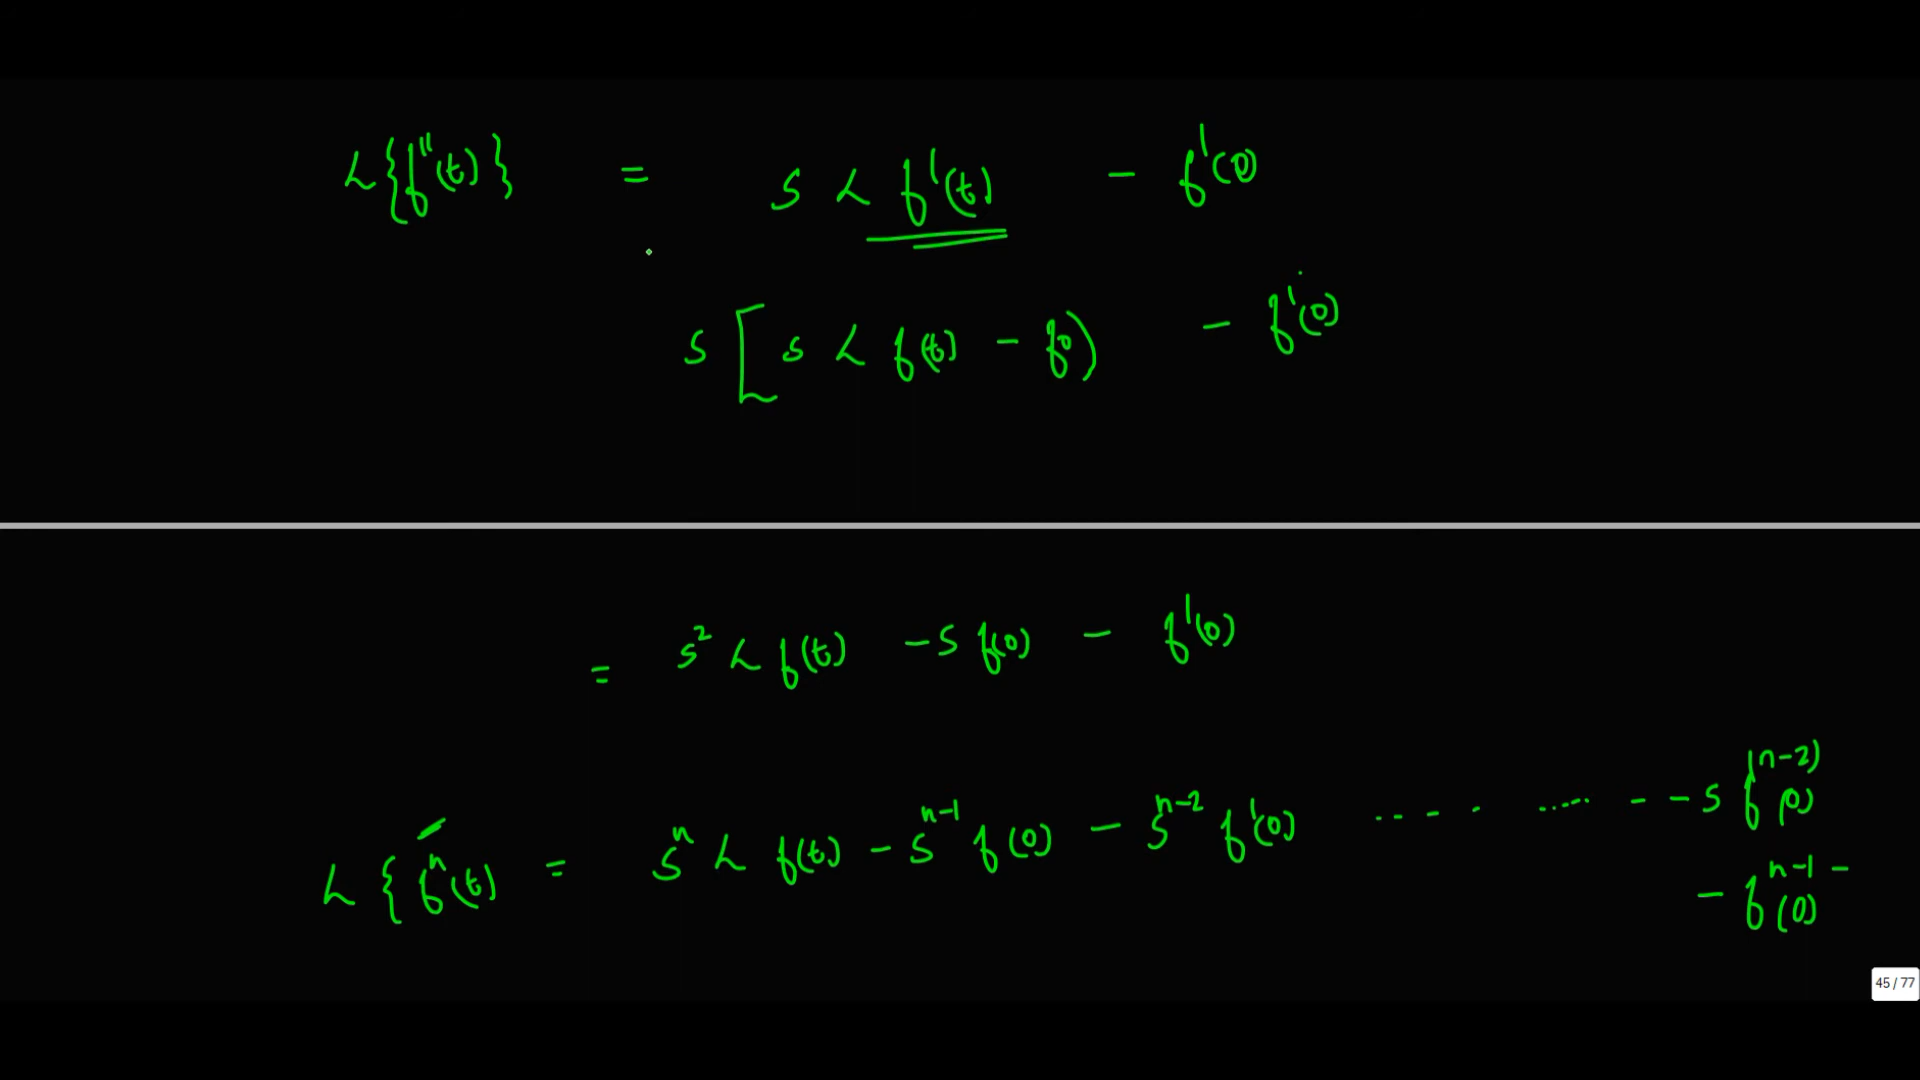 L{f''(t)} = s L f'(t) - f'(0)
s [s L f(t) - f(0)) - f'(0)
= s² L f(t) - s f(0) - f'(0)
L {fⁿ(t) = sⁿ L f(t) - sⁿ⁻¹ f(0) - sⁿ⁻² f'(0) ---- . ..... - - s f⁽ⁿ⁻²⁾(0)
- fⁿ⁻¹(0) -
45 / 77